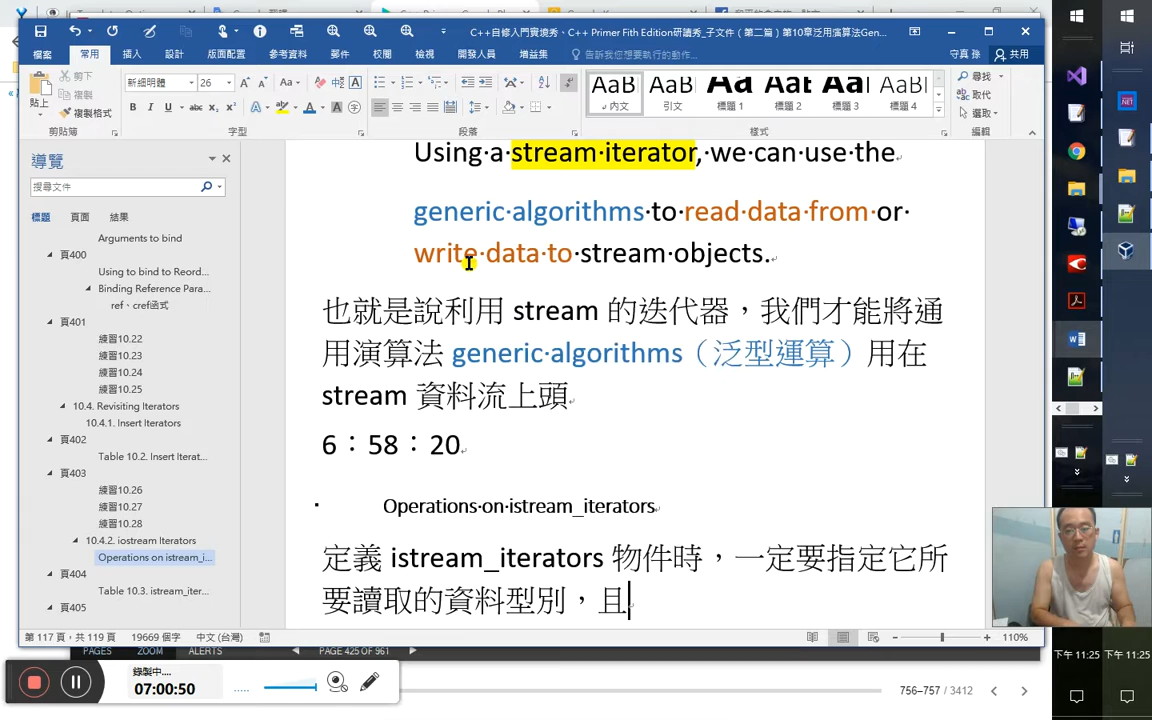 C++自修入門實境秀、C++ Primer Fifth Edition研讀秀_子文件（第二篇）第10章泛用演算法Gen...
檔案 常用 插入 設計 版面配置 參考資料 郵件 校閱 檢視 開發人員 增益集 告訴我您想要執行的動作... 守真 孫 共用
貼上 剪下 複製 複製格式
新細明體 26
內文 引文 標題 1 標題 2 標題 3 標題 4
尋找 取代 選取
剪貼簿 字型 段落 樣式 編輯
導覽
搜尋文件
標題 頁面 結果
Arguments to bind
頁400
Using to bind to Reord...
Binding Reference Para...
ref、cref函式
頁401
練習10.22
練習10.23
練習10.24
練習10.25
10.4. Revisiting Iterators
10.4.1. Insert Iterators
頁402
Table 10.2. Insert Iterat...
頁403
練習10.26
練習10.27
練習10.28
10.4.2. iostream Iterators
Operations on istream_i...
頁404
Table 10.3. istream_iter...
頁405
Using·a·stream·iterator,·we·can·use·the
generic·algorithms·to·read·data·from·or·
write·data·to·stream·objects.
也就是說利用 stream 的迭代器，我們才能將通
用演算法 generic·algorithms（泛型運算）用在
stream 資料流上頭
6：58：20
Operations·on·istream_iterators
定義 istream_iterators 物件時，一定要指定它所
要讀取的資料型別，且
第 117 頁，共 119 頁 19669 個字 中文 (台灣) 110%
PAGES ZOOM ALERTS PAGE 425 OF 961
錄製中...
07:00:50
756–757 / 3412
下午 11:25 下午 11:25